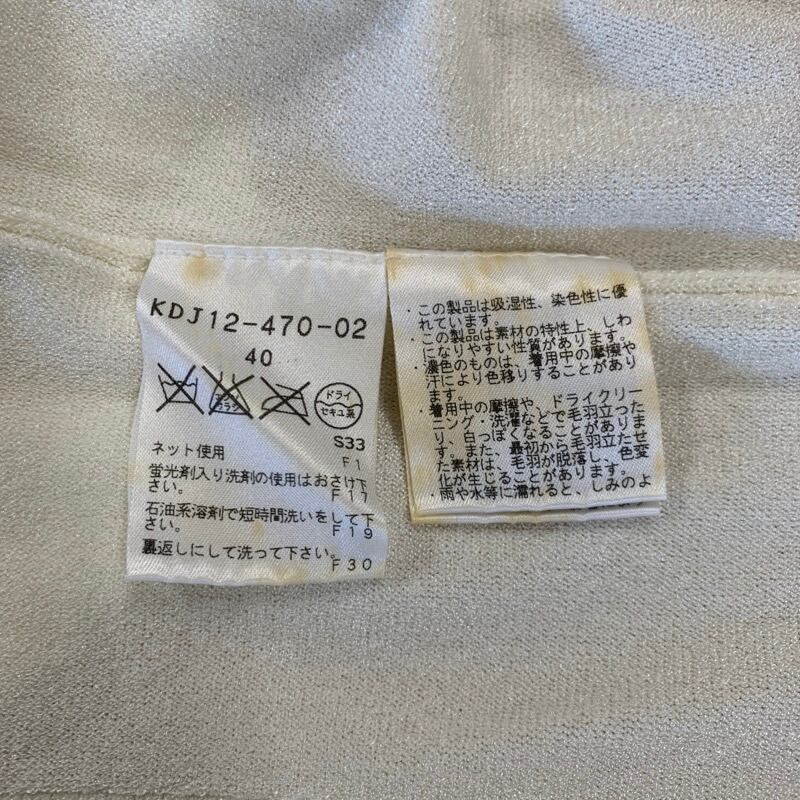 KDJ12-470-02
40
エンソ
サラシ
ドライ
セキユ系
S33
ネット使用
F1
蛍光剤入り洗剤の使用はおさけ下
さい。
F17
石油系溶剤で短時間洗いをして下
さい。
F19
裏返しにして洗って下さい。
F30
・この製品は吸湿性、染色性に優
れています。
・この製品は素材の特性上、しわ
になりやすい性質があります。
・濃色のものは、着用中の摩擦や
汗により色移りすることがあり
ます。
・着用中の摩擦や、ドライクリー
ニング・洗濯などで毛羽立った
り、白っぽくなることがありま
す。また、最初から毛羽立たせ
た素材は、毛羽が脱落し、色変
化が生じることがあります。
・雨や水等に濡れると、しみのよ